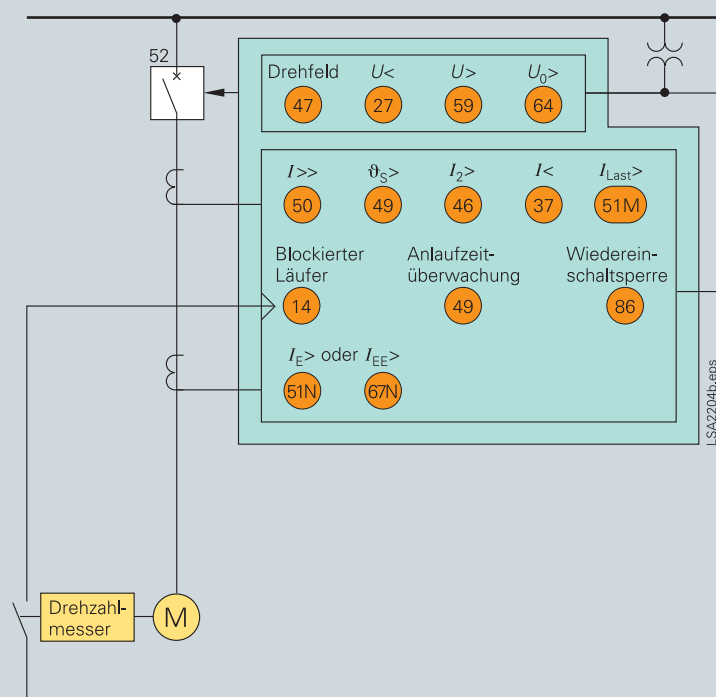 52
Drehfeld U< U> U0>
47 27 59 64
I>> ϑS> I2> I< ILast>
50 49 46 37 51M
Blockierter
Läufer
Anlaufzeit-
überwachung
Wiederein-
schaltsperre
14 49 86
IE> oder IEE>
51N 67N
LSA2204b.eps
Drehzahl-
messer
M